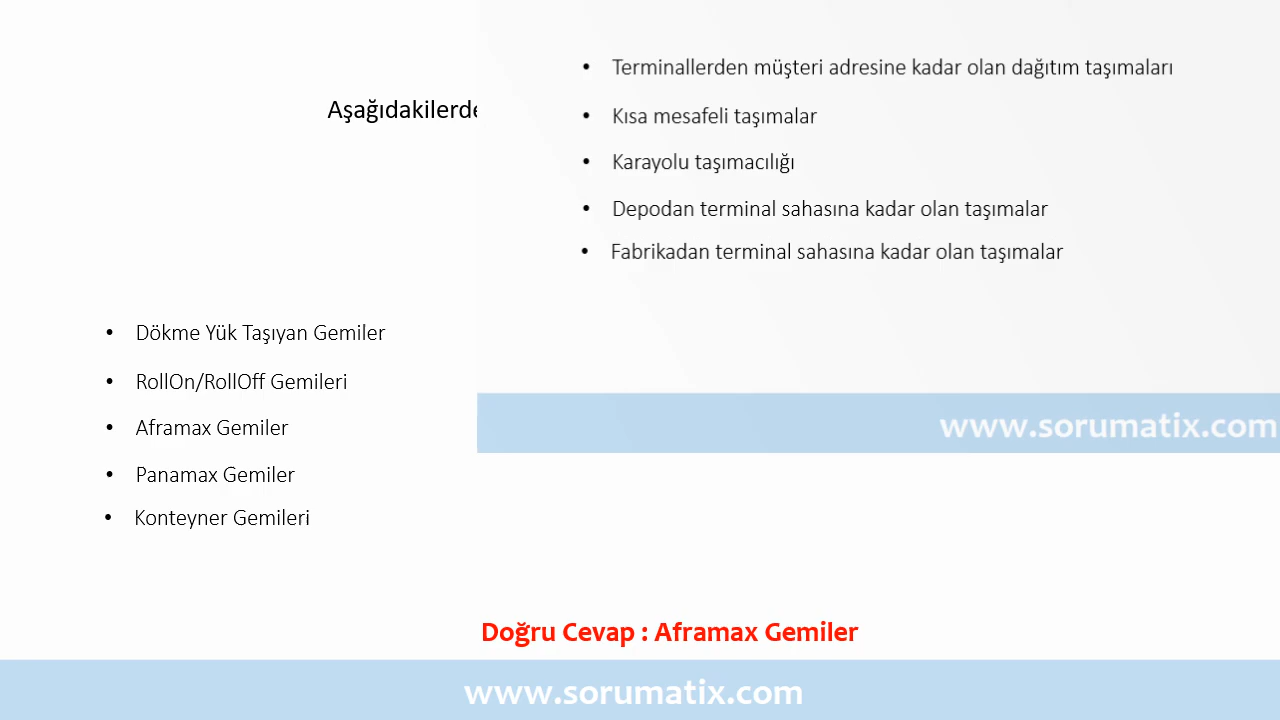 Aşağıdakilerde
• Terminallerden müşteri adresine kadar olan dağıtım taşımaları
• Kısa mesafeli taşımalar
• Karayolu taşımacılığı
• Depodan terminal sahasına kadar olan taşımalar
• Fabrikadan terminal sahasına kadar olan taşımalar
www.sorumatix.com
• Dökme Yük Taşıyan Gemiler
• RollOn/RollOff Gemileri
• Aframax Gemiler
• Panamax Gemiler
• Konteyner Gemileri
Doğru Cevap : Aframax Gemiler
www.sorumatix.com